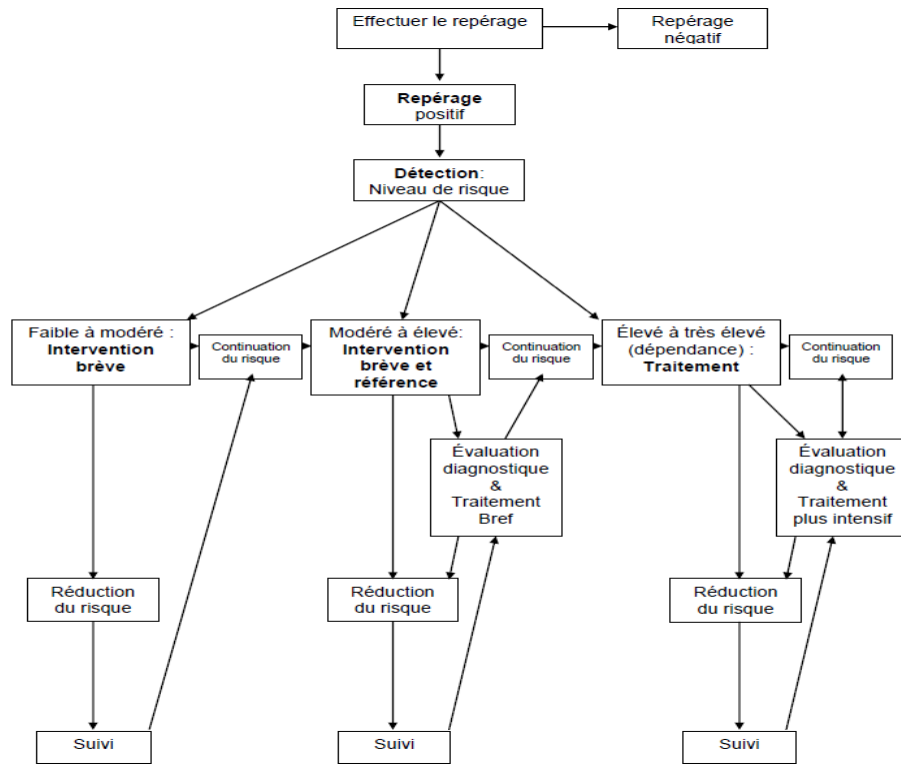 Effectuer le repérage
Repérage
négatif
Repérage
positif
Détection:
Niveau de risque
Faible à modéré :
Intervention
brève
Continuation
du risque
Modéré à élevé:
Intervention
brève et
référence
Continuation
du risque
Élevé à très élevé
(dépendance) :
Traitement
Continuation
du risque
Évaluation
diagnostique
&
Traitement
Bref
Évaluation
diagnostique
&
Traitement
plus intensif
Réduction
du risque
Réduction
du risque
Réduction
du risque
Suivi
Suivi
Suivi